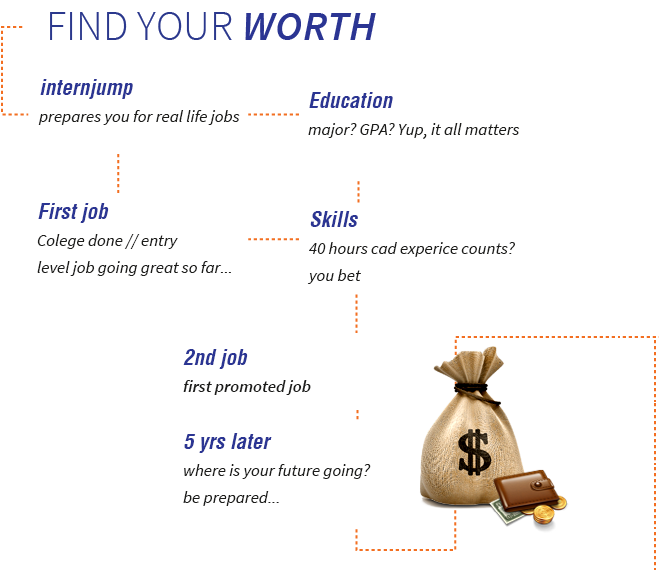 FIND YOUR WORTH
internjump
prepares you for real life jobs
Education
major? GPA? Yup, it all matters
First job
Colege done // entry
level job going great so far...
Skills
40 hours cad experice counts?
you bet
2nd job
first promoted job
5 yrs later
where is your future going?
be prepared...
$